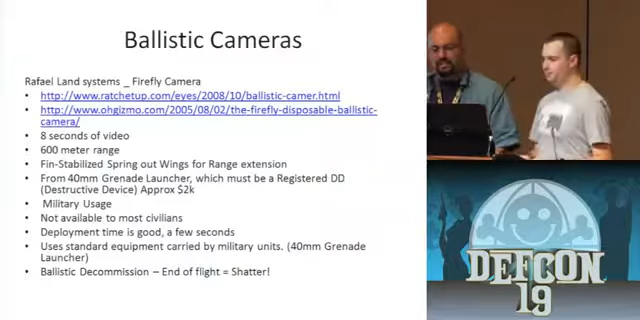 Ballistic Cameras
Rafael Land systems _ Firefly Camera
• http://www.ratchetup.com/eyes/2008/10/ballistic-camer.html
• http://www.ohgizmo.com/2005/08/02/the-firefly-disposable-ballistic-
camera/
• 8 seconds of video
• 600 meter range
• Fin-Stabilized Spring out Wings for Range extension
• From 40mm Grenade Launcher, which must be a Registered DD
(Destructive Device) Approx $2k
• Military Usage
• Not available to most civilians
• Deployment time is good, a few seconds
• Uses standard equipment carried by military units. (40mm Grenade
Launcher)
• Ballistic Decommission – End of flight = Shatter!
DEFCON
19